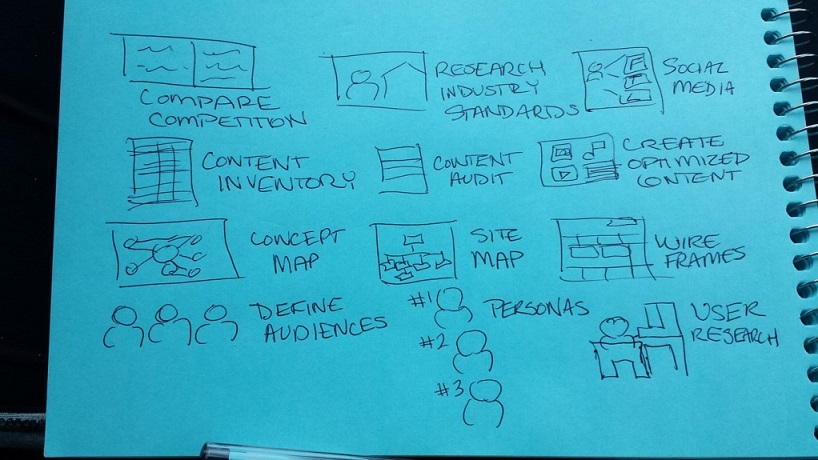 COMPARE
COMPETITION
RESEARCH
INDUSTRY
STANDARDS
SOCIAL
MEDIA
CONTENT
INVENTORY
CONTENT
AUDIT
CREATE
OPTIMIZED
CONTENT
CONCEPT
MAP
SITE
MAP
WIRE
FRAMES
DEFINE
AUDIENCES
#1
PERSONAS
#2
#3
USER
RESEARCH